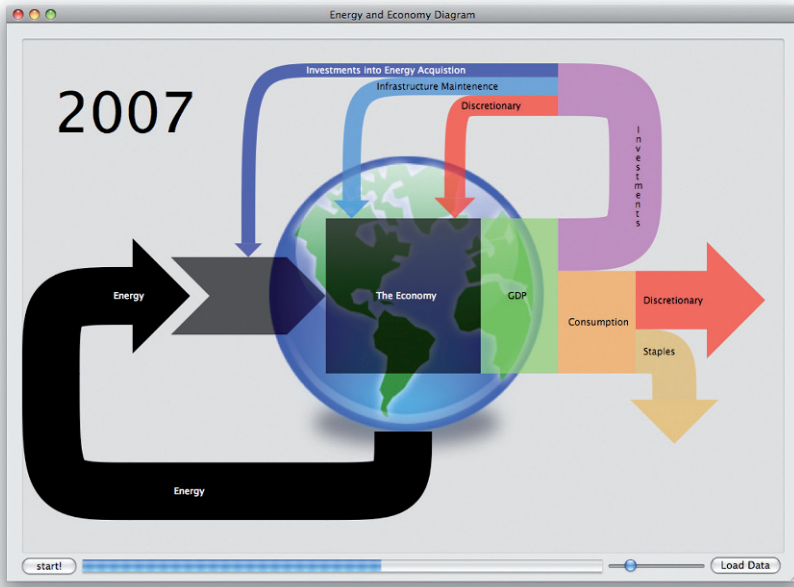 Energy and Economy Diagram
2007
Investments into Energy Acquistion
Infrastructure Maintenence
Discretionary
Investments
Energy
The Economy
GDP
Discretionary
Consumption
Staples
Energy
start!
Load Data